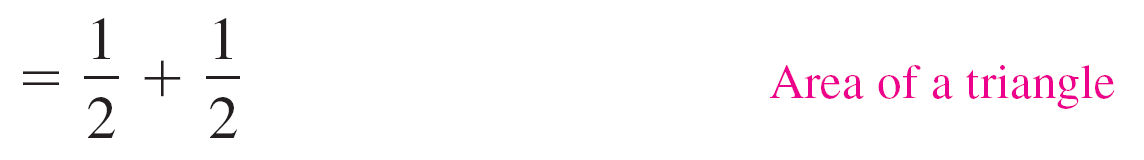 = 1/2 + 1/2 Area of a triangle